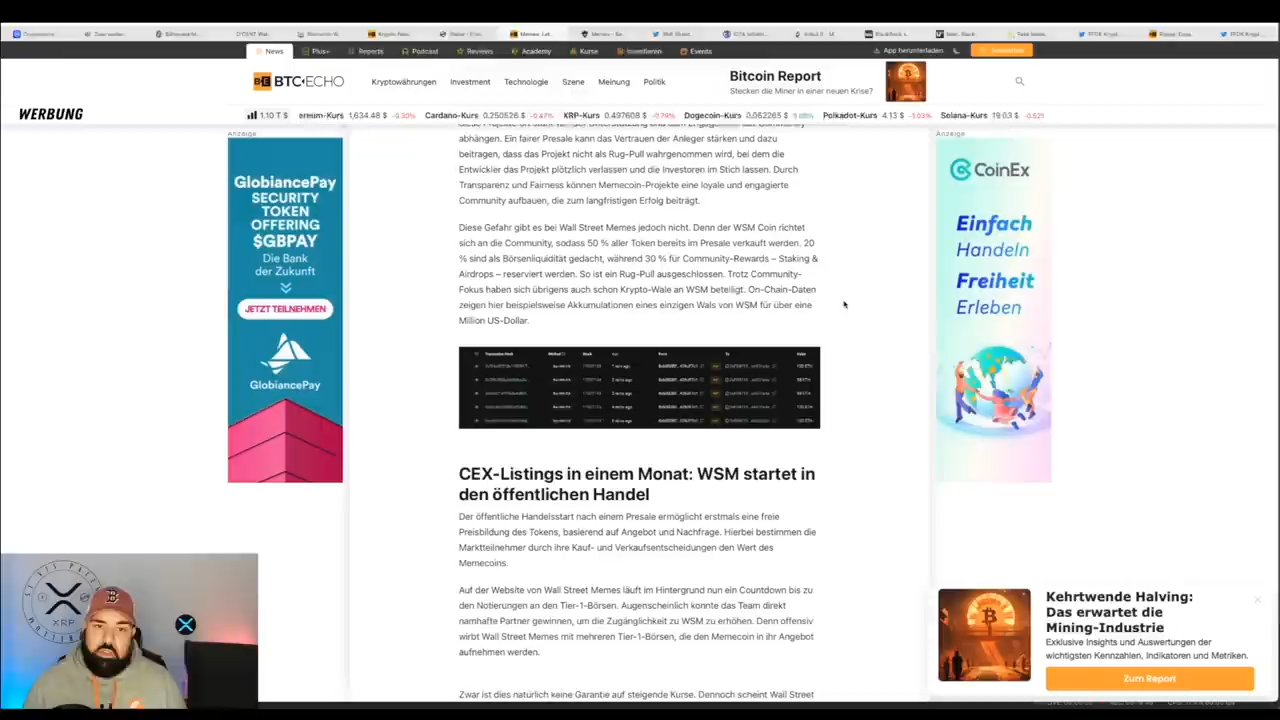 News
Plus+
Reports
Podcast
Reviews
Academy
Kurse
Investieren
Events
App herunterladen
BTC-ECHO
Kryptowährungen
Investment
Technologie
Szene
Meinung
Politik
Bitcoin Report
Stecken die Miner in einer neuen Krise?
WERBUNG
1.10 T $
1,634.48 $ -0.30%
Cardano-Kurs 0.250526 $ -0.47%
XRP-Kurs 0.497608 $ -0.79%
Dogecoin-Kurs 0.062265 $
Polkadot-Kurs 4.13 $ -1.03%
Solana-Kurs 19.03 $ -0.52%
Anzeige
GlobiancePay
SECURITY
TOKEN
OFFERING
$GBPAY
Die Bank
der Zukunft
JETZT TEILNEHMEN
GlobiancePay
abhängen. Ein fairer Presale kann das Vertrauen der Anleger stärken und dazu
beitragen, dass das Projekt nicht als Rug-Pull wahrgenommen wird, bei dem die
Entwickler das Projekt plötzlich verlassen und die Investoren im Stich lassen. Durch
Transparenz und Fairness können Memecoin-Projekte eine loyale und engagierte
Community aufbauen, die zum langfristigen Erfolg beiträgt.
Diese Gefahr gibt es bei Wall Street Memes jedoch nicht. Denn der WSM Coin richtet
sich an die Community, sodass 50 % aller Token bereits im Presale verkauft werden. 20
% sind als Börsenliquidität gedacht, während 30 % für Community-Rewards – Staking &
Airdrops – reserviert werden. So ist ein Rug-Pull ausgeschlossen. Trotz Community-
Fokus haben sich übrigens auch schon Krypto-Wale an WSM beteiligt. On-Chain-Daten
zeigen hier beispielsweise Akkumulationen eines einzigen Wals von WSM für über eine
Million US-Dollar.
CEX-Listings in einem Monat: WSM startet in
den öffentlichen Handel
Der öffentliche Handelsstart nach einem Presale ermöglicht erstmals eine freie
Preisbildung des Tokens, basierend auf Angebot und Nachfrage. Hierbei bestimmen die
Marktteilnehmer durch ihre Kauf- und Verkaufsentscheidungen den Wert des
Memecoins.
Auf der Website von Wall Street Memes läuft im Hintergrund nun ein Countdown bis zu
den Notierungen an den Tier-1-Börsen. Augenscheinlich konnte das Team direkt
namhafte Partner gewinnen, um die Zugänglichkeit zu WSM zu erhöhen. Denn offensiv
wirbt Wall Street Memes mit mehreren Tier-1-Börsen, die den Memecoin in ihr Angebot
aufnehmen werden.
Zwar ist dies natürlich keine Garantie auf steigende Kurse. Dennoch scheint Wall Street
Anzeige
CoinEx
Einfach
Handeln
Freiheit
Erleben
Kehrtwende Halving:
Das erwartet die
Mining-Industrie
Exklusive Insights und Auswertungen der
wichtigsten Kennzahlen, Indikatoren und Metriken.
Zum Report
XRP